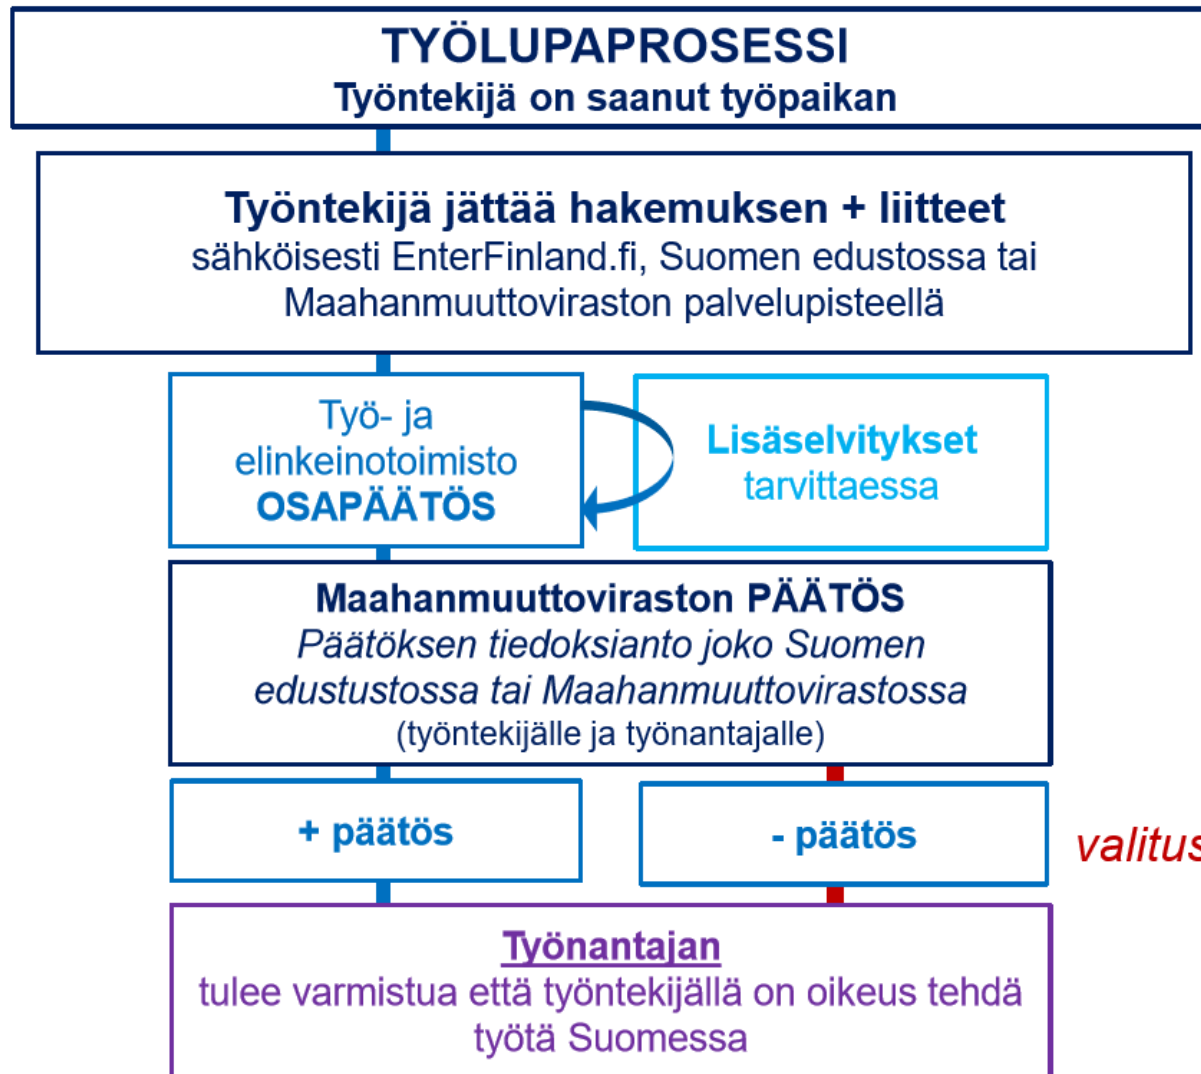 TYÖLUPAPROSESSI
Työntekijä on saanut työpaikan
Työntekijä jättää hakemuksen + liitteet
sähköisesti EnterFinland.fi, Suomen edustossa tai
Maahanmuuttoviraston palvelupisteellä
Työ- ja
elinkeinotoimisto
OSAPÄÄTÖS
Lisäselvitykset
tarvittaessa
Maahanmuuttoviraston PÄÄTÖS
Päätöksen tiedoksianto joko Suomen
edustustossa tai Maahanmuuttovirastossa
(työntekijälle ja työnantajalle)
+ päätös
- päätös
valitus
Työnantajan
tulee varmistua että työntekijällä on oikeus tehdä
työtä Suomessa